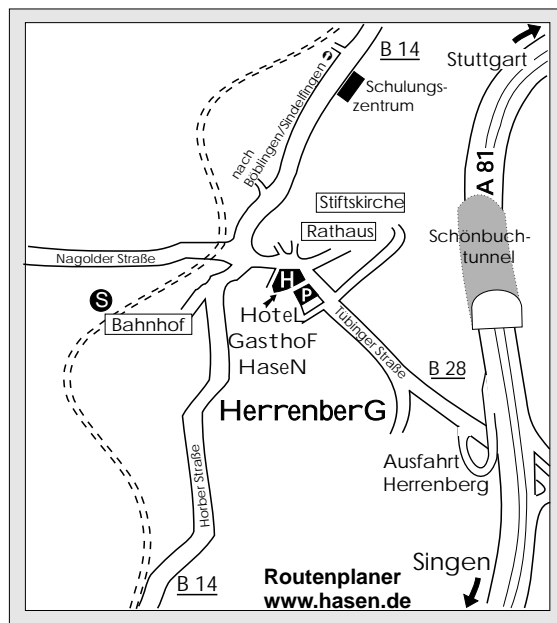 B 14
Stuttgart
Schulungs-
zentrum
nach
Böblingen/Sindelfingen
A 81
Stiftskirche
Rathaus
Schönbuch-
tunnel
Nagolder Straße
S
Bahnhof
H
P
HoteL
GasthoF
HaseN
Tübinger Straße
B 28
HerrenberG
Ausfahrt
Herrenberg
Horber Straße
Singen
B 14
Routenplaner
www.hasen.de